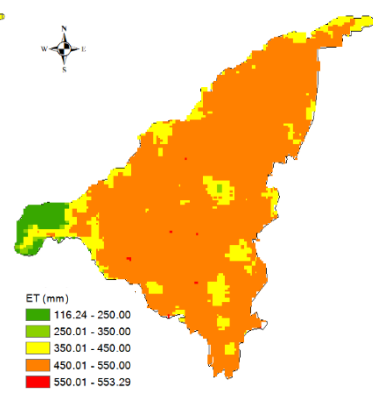 N
W E
S
ET (mm)
116.24 - 250.00
250.01 - 350.00
350.01 - 450.00
450.01 - 550.00
550.01 - 553.29